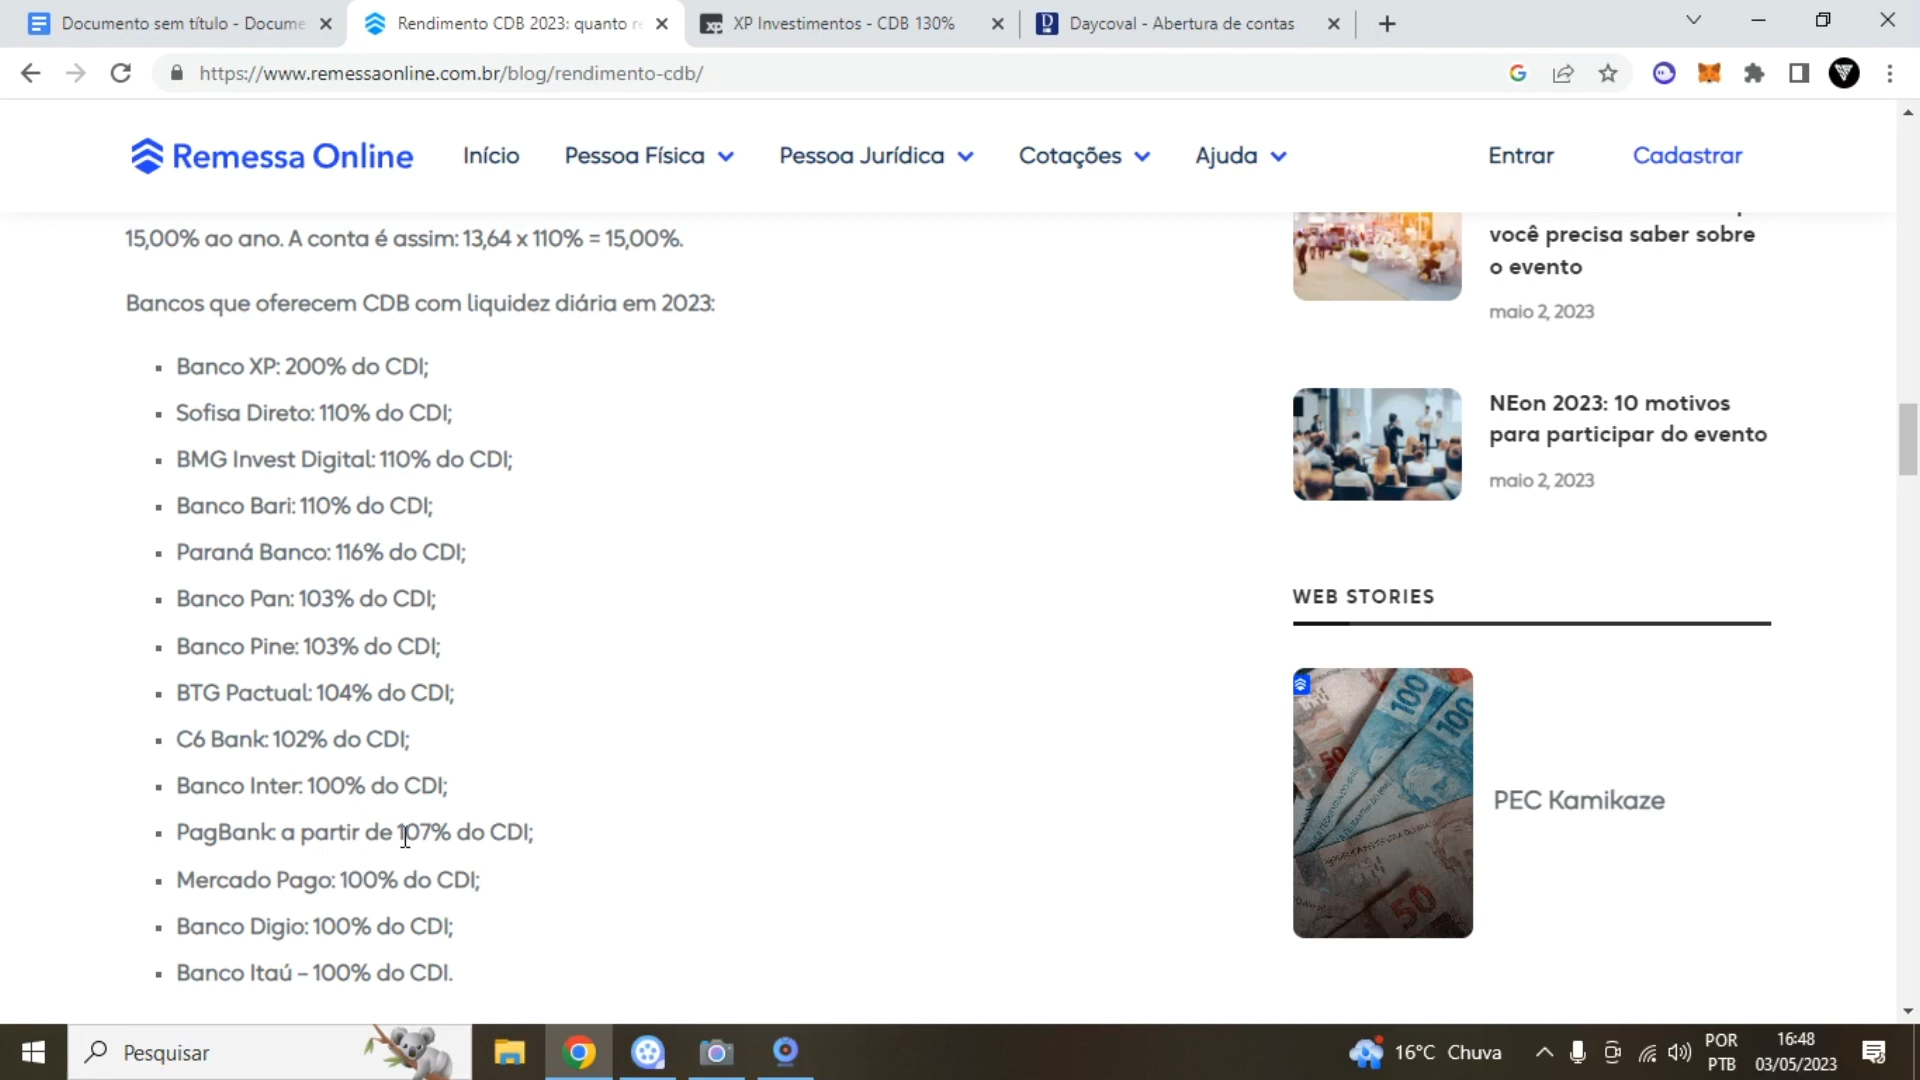 Documento sem título - Docume
Rendimento CDB 2023: quanto re
XP Investimentos - CDB 130%
Daycoval - Abertura de contas
https://www.remessaonline.com.br/blog/rendimento-cdb/
Remessa Online
Início
Pessoa Física
Pessoa Jurídica
Cotações
Ajuda
Entrar
Cadastrar
15,00% ao ano. A conta é assim: 13,64 x 110% = 15,00%.
Bancos que oferecem CDB com liquidez diária em 2023:
▪ Banco XP: 200% do CDI;
▪ Sofisa Direto: 110% do CDI;
▪ BMG Invest Digital: 110% do CDI;
▪ Banco Bari: 110% do CDI;
▪ Paraná Banco: 116% do CDI;
▪ Banco Pan: 103% do CDI;
▪ Banco Pine: 103% do CDI;
▪ BTG Pactual: 104% do CDI;
▪ C6 Bank: 102% do CDI;
▪ Banco Inter: 100% do CDI;
▪ PagBank: a partir de 107% do CDI;
▪ Mercado Pago: 100% do CDI;
▪ Banco Digio: 100% do CDI;
▪ Banco Itaú – 100% do CDI.
você precisa saber sobre
o evento
maio 2, 2023
NEon 2023: 10 motivos
para participar do evento
maio 2, 2023
WEB STORIES
100
100
50
50
PEC Kamikaze
Pesquisar
16°C Chuva
POR
PTB
16:48
03/05/2023